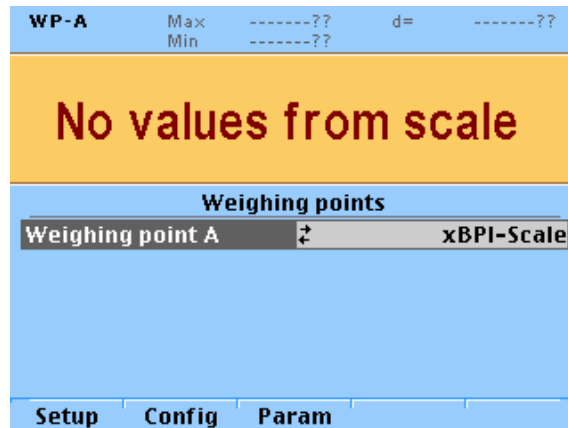 WP-A Max -------?? d= -------??
Min -------??
No values from scale
Weighing points
Weighing point A ⇄ xBPI-Scale
Setup Config Param